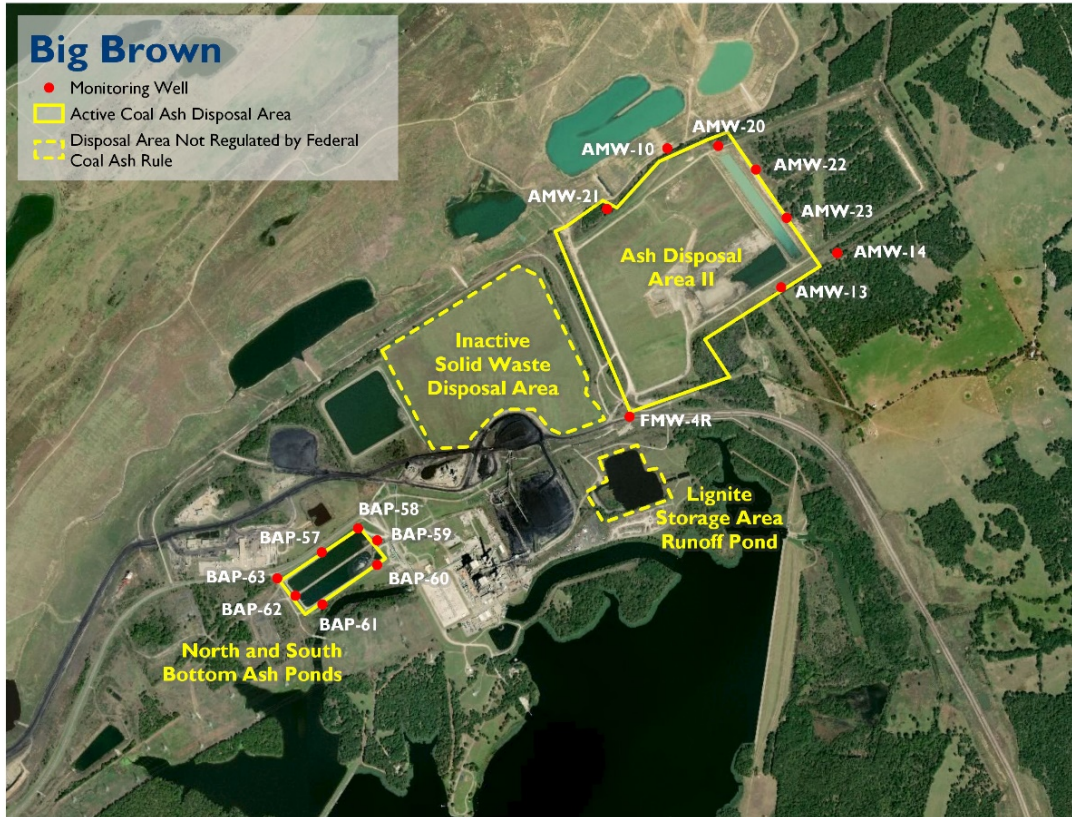 Big Brown
Monitoring Well
Active Coal Ash Disposal Area
Disposal Area Not Regulated by Federal
Coal Ash Rule
AMW-20
AMW-10
AMW-22
AMW-21
AMW-23
AMW-14
Ash Disposal
Area II
AMW-13
Inactive
Solid Waste
Disposal Area
FMW-4R
Lignite
Storage Area
Runoff Pond
BAP-58
BAP-59
BAP-57
BAP-60
BAP-63
BAP-62
BAP-61
North and South
Bottom Ash Ponds